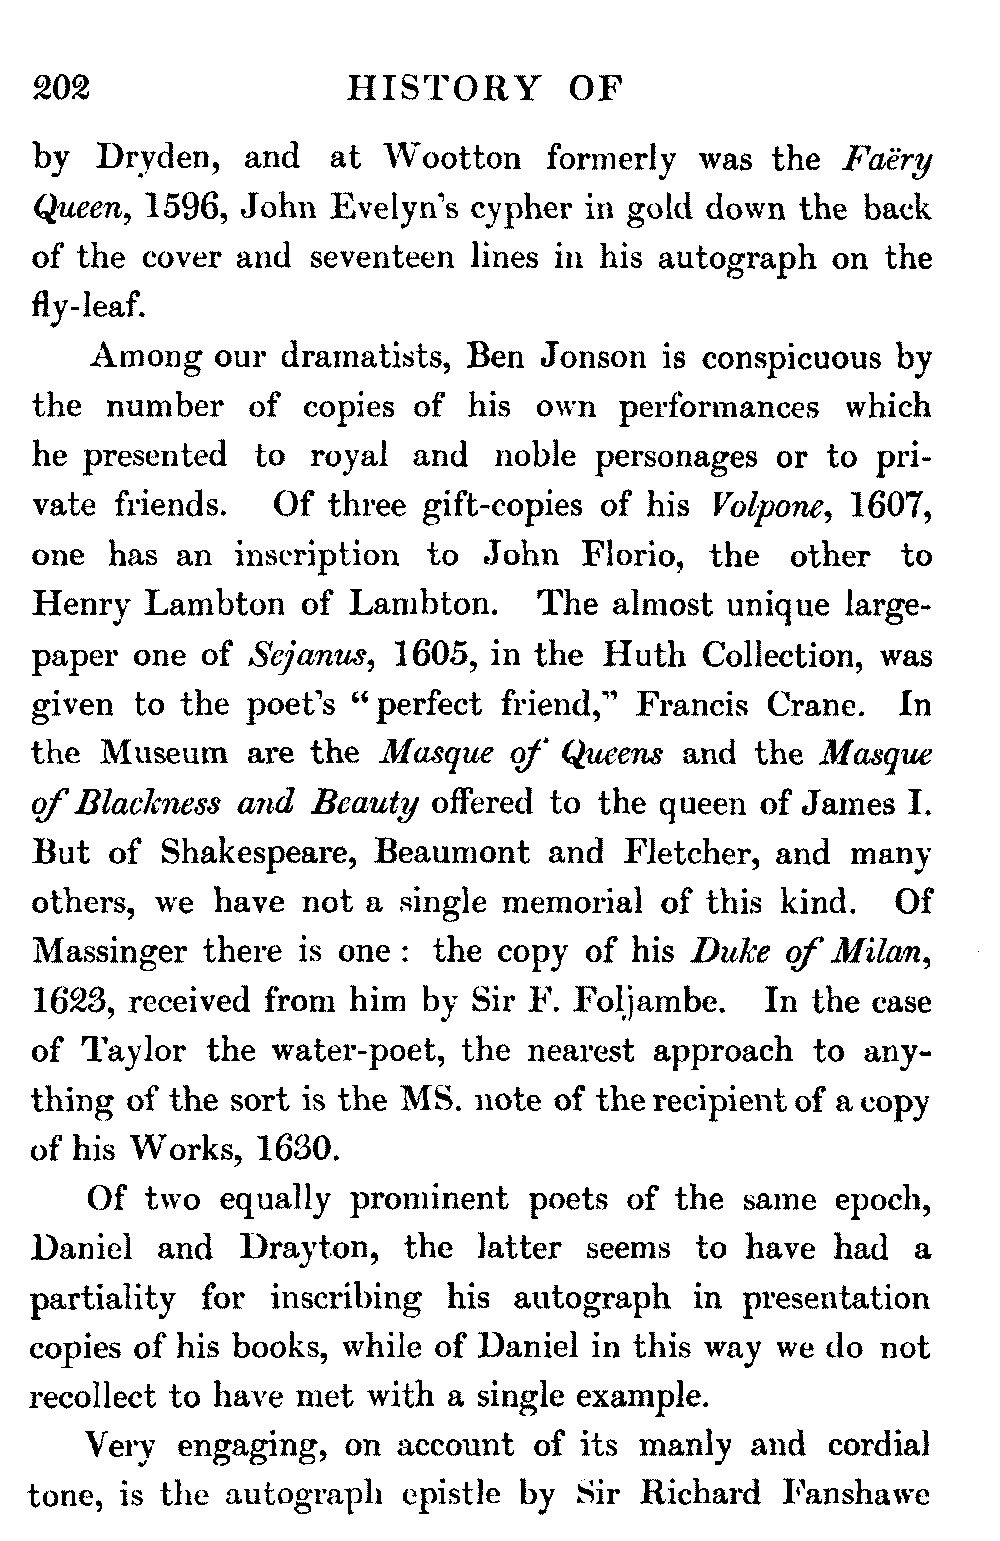 202 HISTORY OF
by Dryden, and at Wootton formerly was the Faëry
Queen, 1596, John Evelyn's cypher in gold down the back
of the cover and seventeen lines in his autograph on the
fly-leaf.
Among our dramatists, Ben Jonson is conspicuous by
the number of copies of his own performances which
he presented to royal and noble personages or to pri-
vate friends. Of three gift-copies of his Volpone, 1607,
one has an inscription to John Florio, the other to
Henry Lambton of Lambton. The almost unique large-
paper one of Sejanus, 1605, in the Huth Collection, was
given to the poet's "perfect friend," Francis Crane. In
the Museum are the Masque of Queens and the Masque
of Blackness and Beauty offered to the queen of James I.
But of Shakespeare, Beaumont and Fletcher, and many
others, we have not a single memorial of this kind. Of
Massinger there is one : the copy of his Duke of Milan,
1623, received from him by Sir F. Foljambe. In the case
of Taylor the water-poet, the nearest approach to any-
thing of the sort is the MS. note of the recipient of a copy
of his Works, 1630.
Of two equally prominent poets of the same epoch,
Daniel and Drayton, the latter seems to have had a
partiality for inscribing his autograph in presentation
copies of his books, while of Daniel in this way we do not
recollect to have met with a single example.
Very engaging, on account of its manly and cordial
tone, is the autograph epistle by Sir Richard Fanshawe